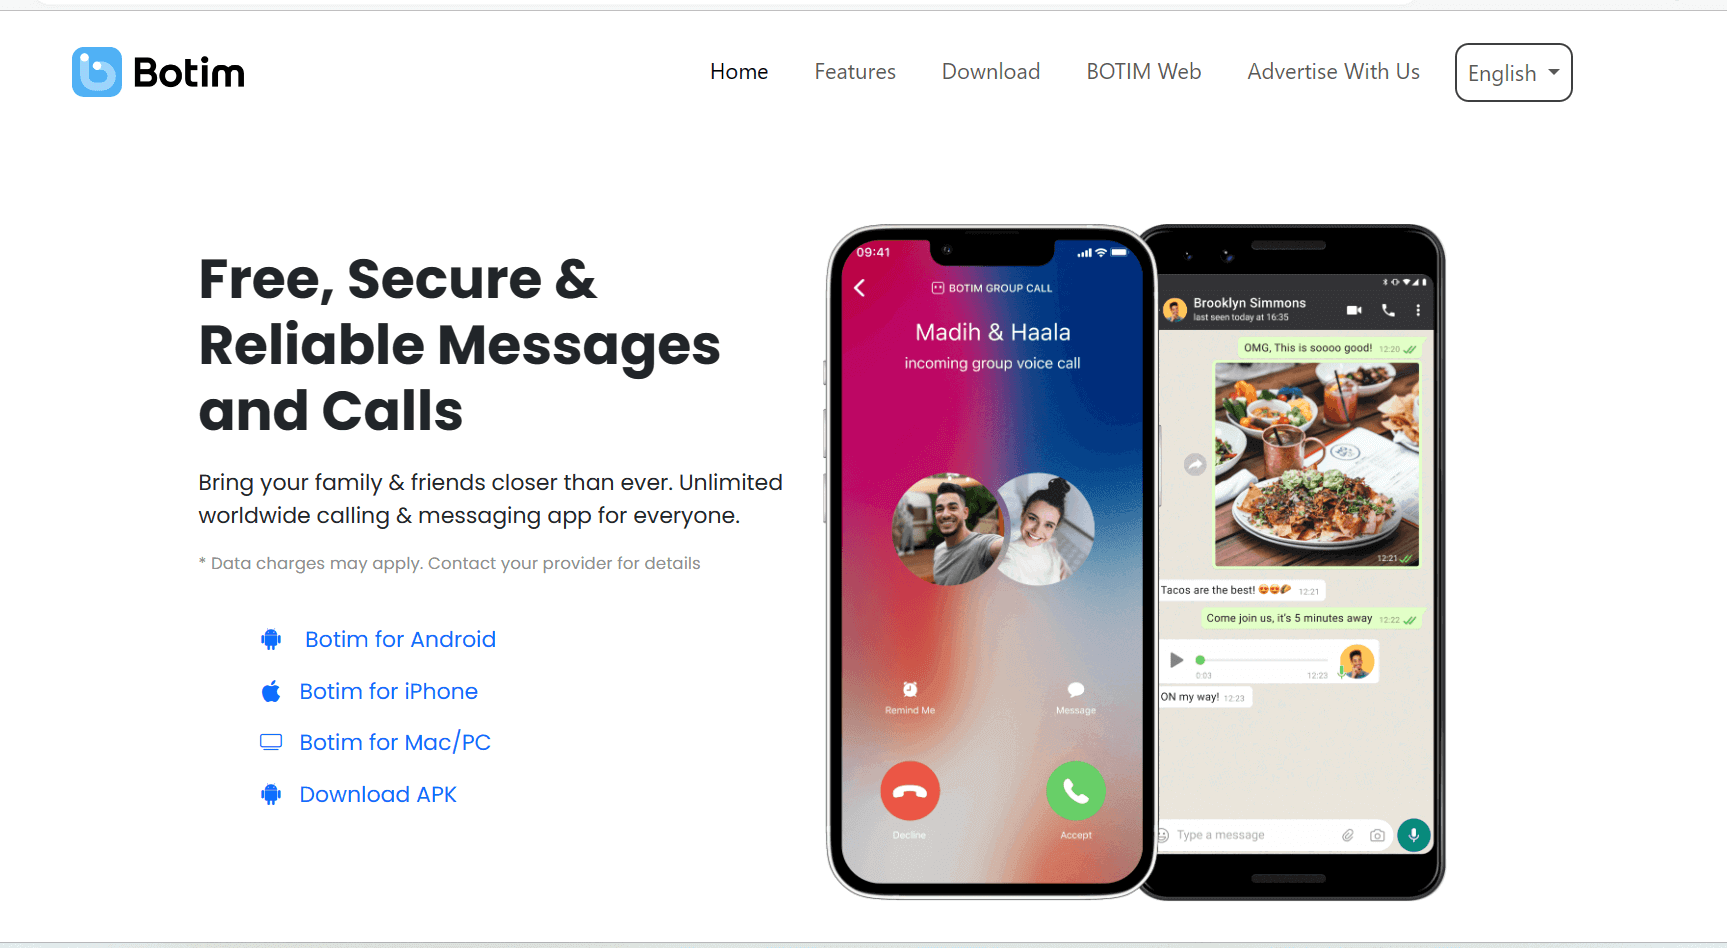 Botim
Home
Features
Download
BOTIM Web
Advertise With Us
English
Free, Secure &
Reliable Messages
and Calls
Bring your family & friends closer than ever. Unlimited
worldwide calling & messaging app for everyone.
* Data charges may apply. Contact your provider for details
Botim for Android
Botim for iPhone
Botim for Mac/PC
Download APK
09:41
BOTIM GROUP CALL
Madih & Haala
incoming group voice call
Remind Me
Message
Decline
Accept
Brooklyn Simmons
last seen today at 16:35
OMG, This is soooo good! 12:20
12:21
Tacos are the best! 😍😍🌮 12:21
Come join us, it's 5 minutes away 12:22
0:03
12:23
ON my way! 12:23
Type a message